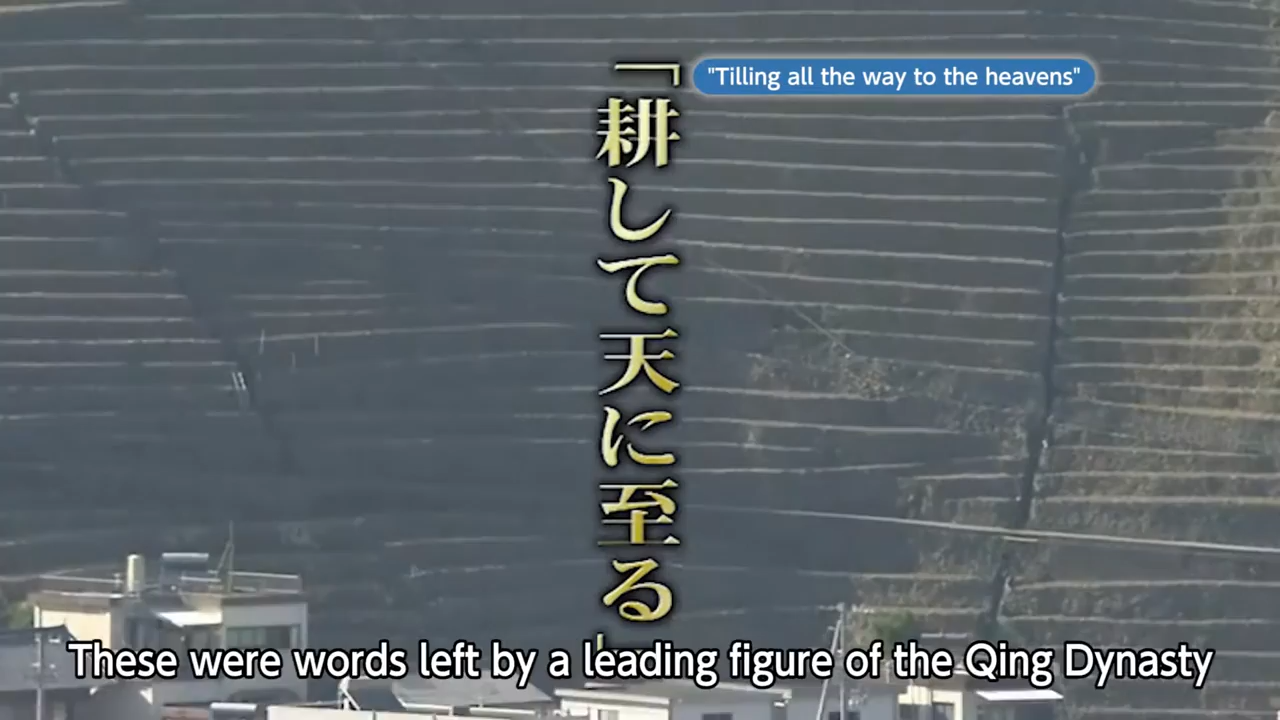 「耕して天に至る」
"Tilling all the way to the heavens"
These were words left by a leading figure of the Qing Dynasty